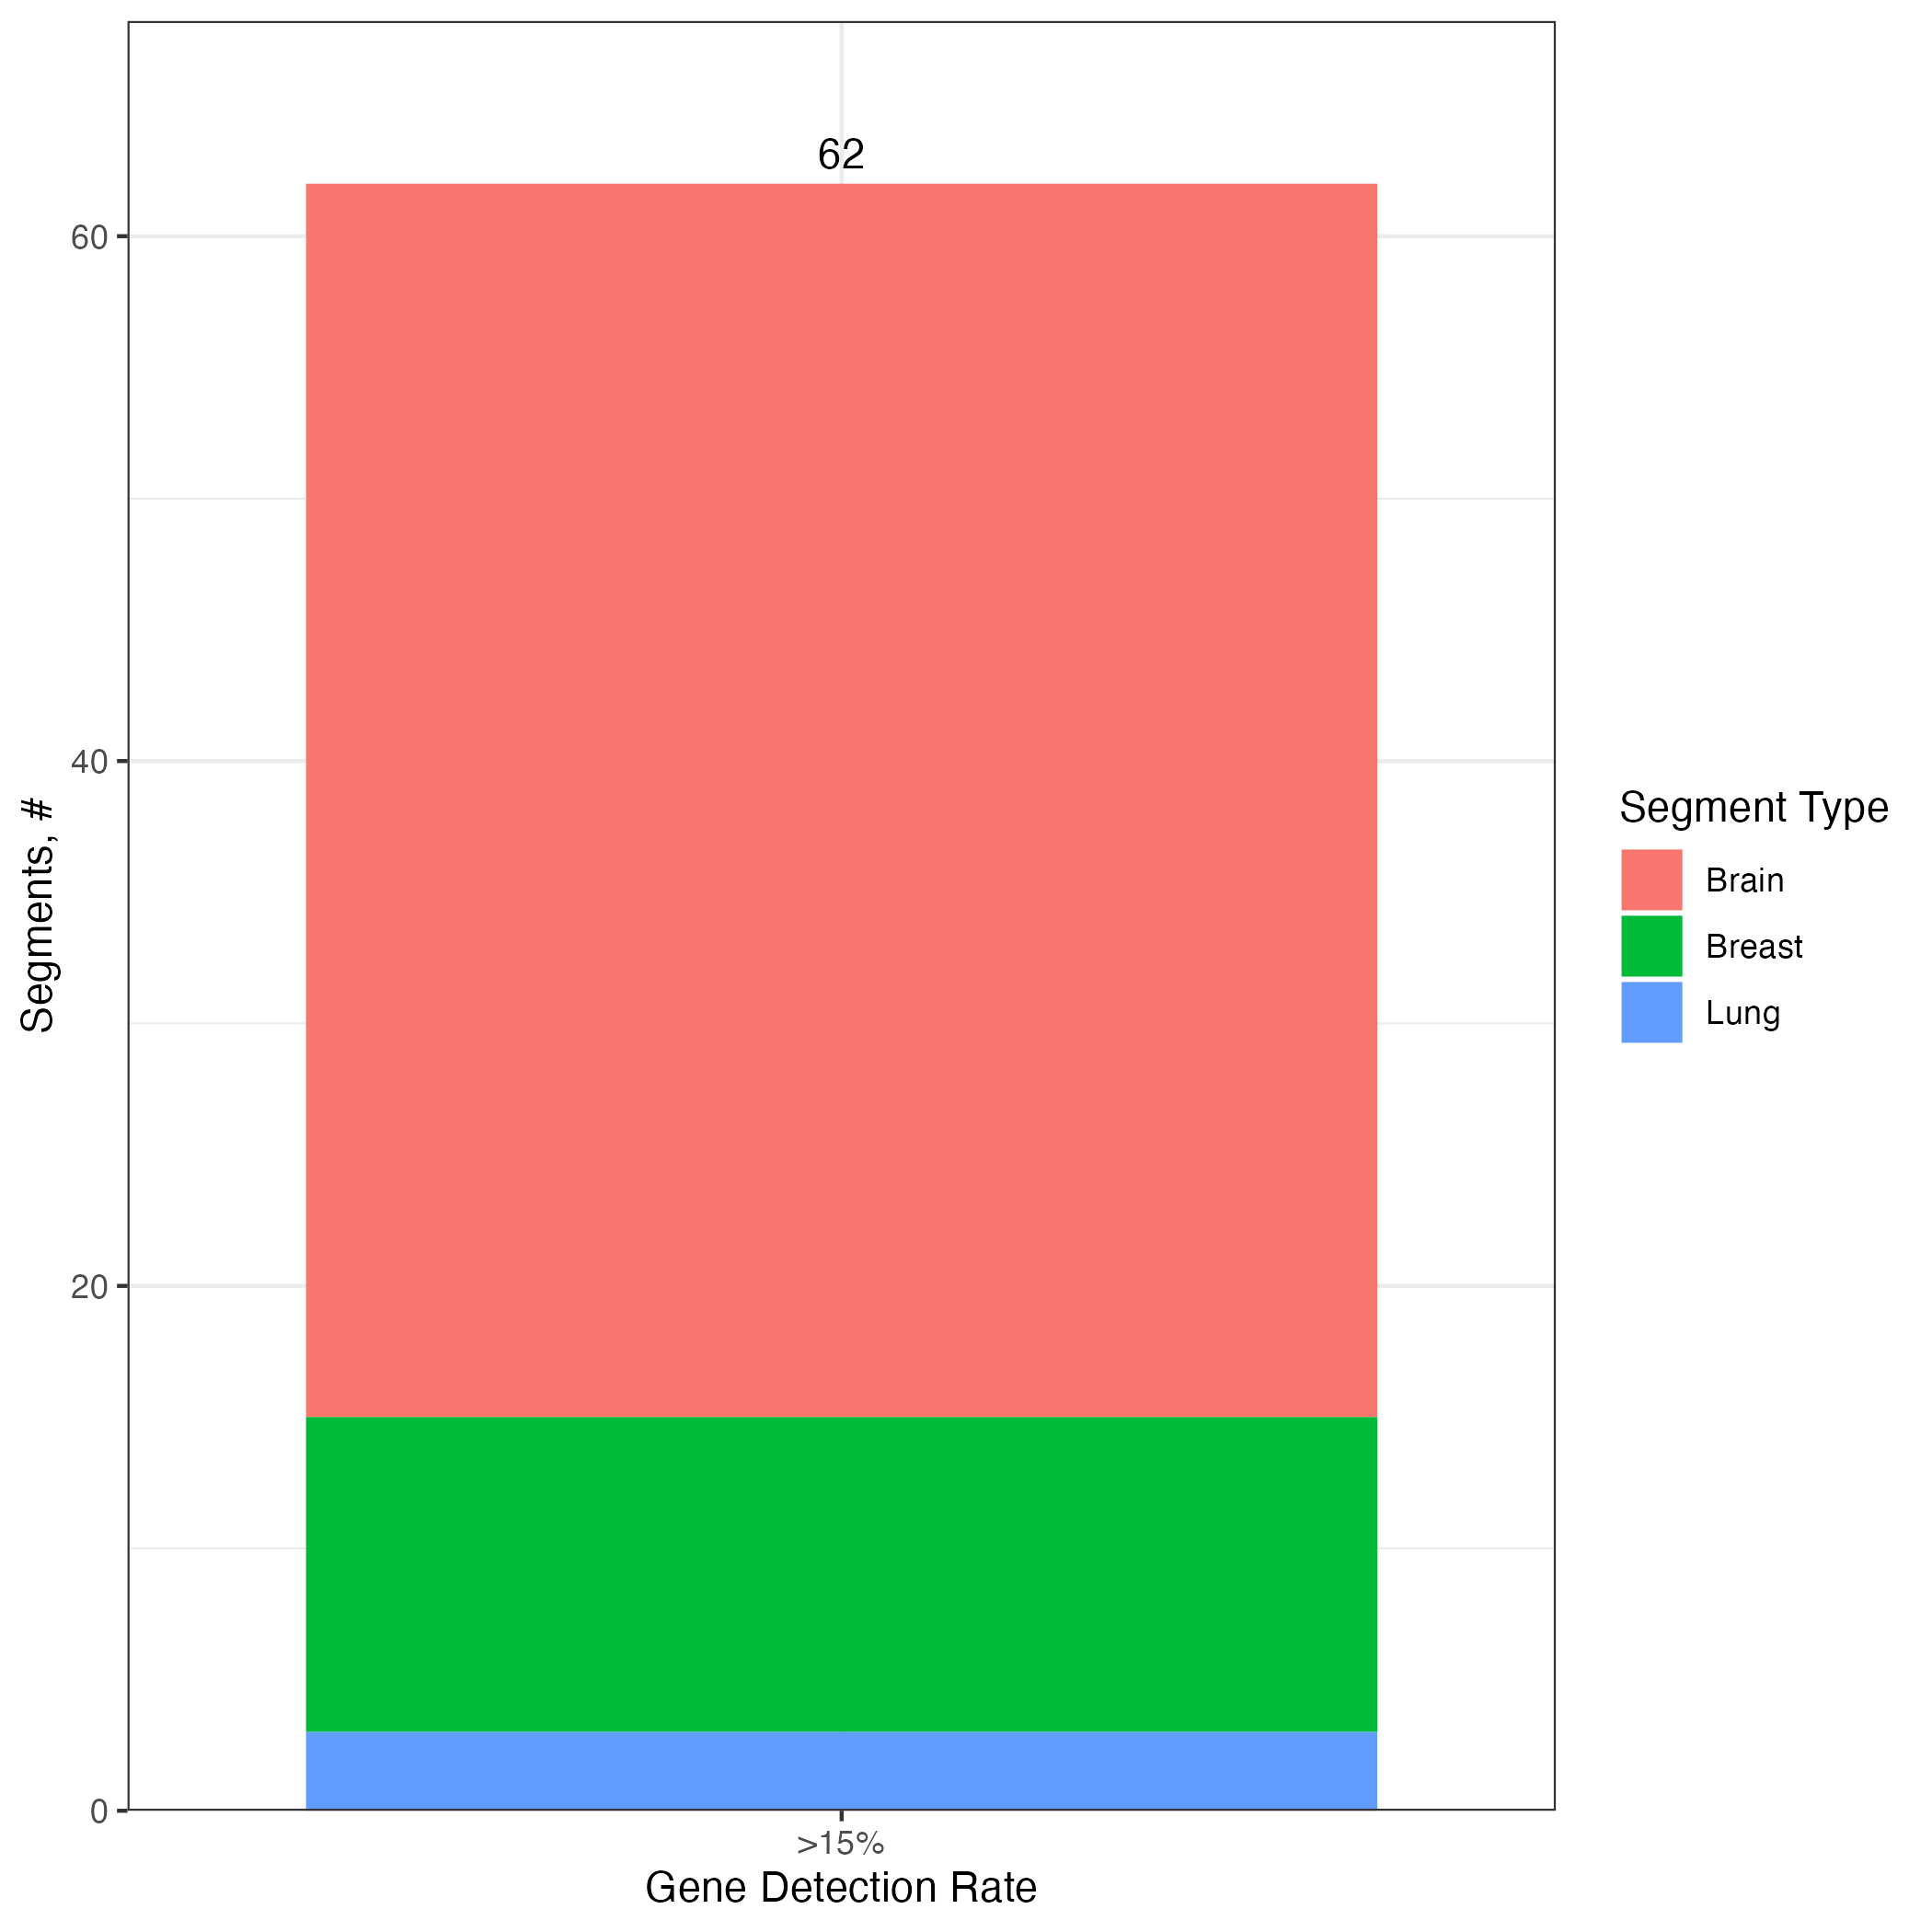 62
60
40
20
0
Segments, #
>15%
Gene Detection Rate
Segment Type
Brain
Breast
Lung